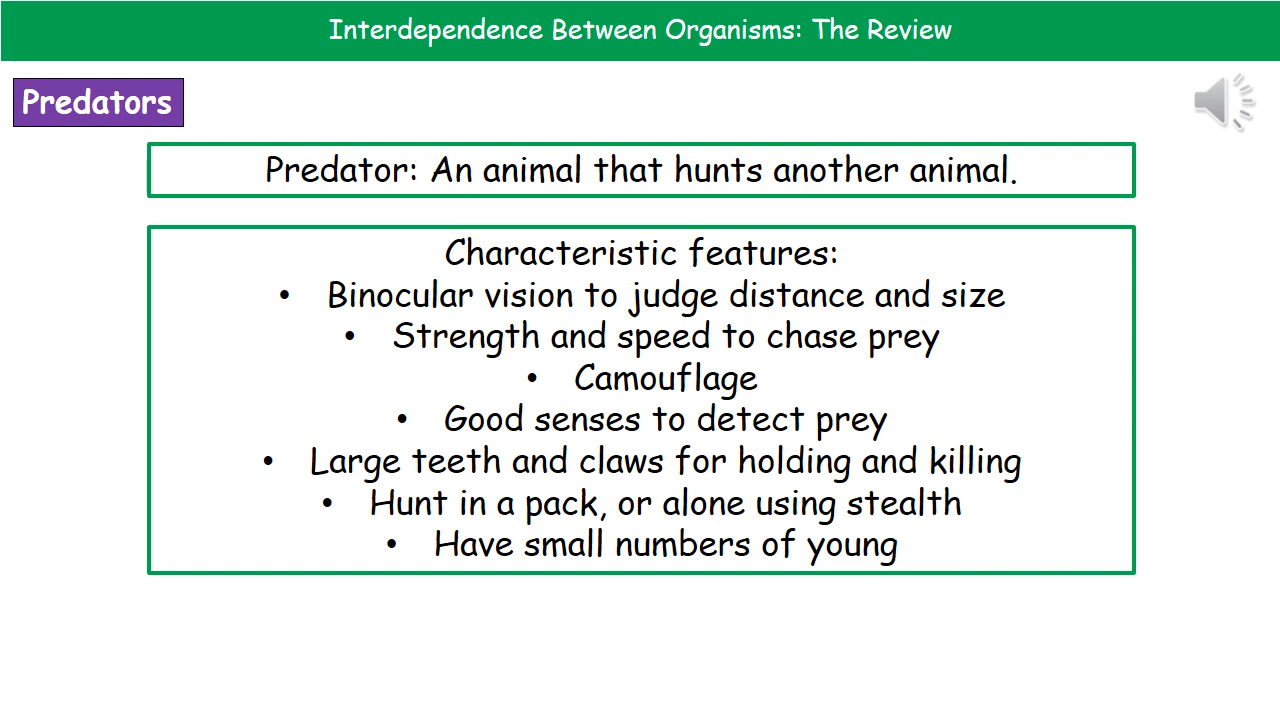 Interdependence Between Organisms: The Review
Predators
Predator: An animal that hunts another animal.
Characteristic features:
• Binocular vision to judge distance and size
• Strength and speed to chase prey
• Camouflage
• Good senses to detect prey
• Large teeth and claws for holding and killing
• Hunt in a pack, or alone using stealth
• Have small numbers of young